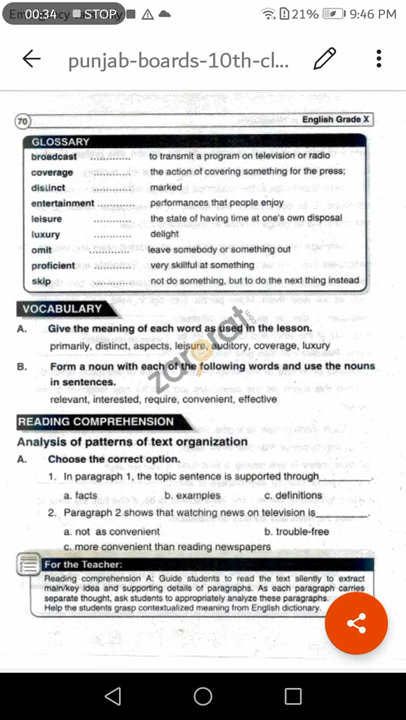 Emergency
00:34 STOP 21% 9:46 PM
punjab-boards-10th-cl...
70 English Grade X
GLOSSARY
broadcast ............. to transmit a program on television or radio
coverage ............. the action of covering something for the press;
distinct ............. marked
entertainment ............ performances that people enjoy
leisure ............. the state of having time at one's own disposal
luxury ............. delight
omit ............. leave somebody or something out
proficient ............. very skillful at something
skip ............. not do something, but to do the next thing instead
VOCABULARY
A. Give the meaning of each word as used in the lesson.
primarily, distinct, aspects, leisure, auditory, coverage, luxury
B. Form a noun with each of the following words and use the nouns
in sentences.
relevant, interested, require, convenient, effective
zarorat
READING COMPREHENSION
Analysis of patterns of text organization
A. Choose the correct option.
1. In paragraph 1, the topic sentence is supported through_________.
a. facts b. examples c. definitions
2. Paragraph 2 shows that watching news on television is_________.
a. not as convenient b. trouble-free
c. more convenient than reading newspapers
For the Teacher:
Reading comprehension A: Guide students to read the text silently to extract
main/key idea and supporting details of paragraphs. As each paragraph carries
separate thought, ask students to appropriately analyze these paragraphs.
Help the students grasp contextualized meaning from English dictionary.